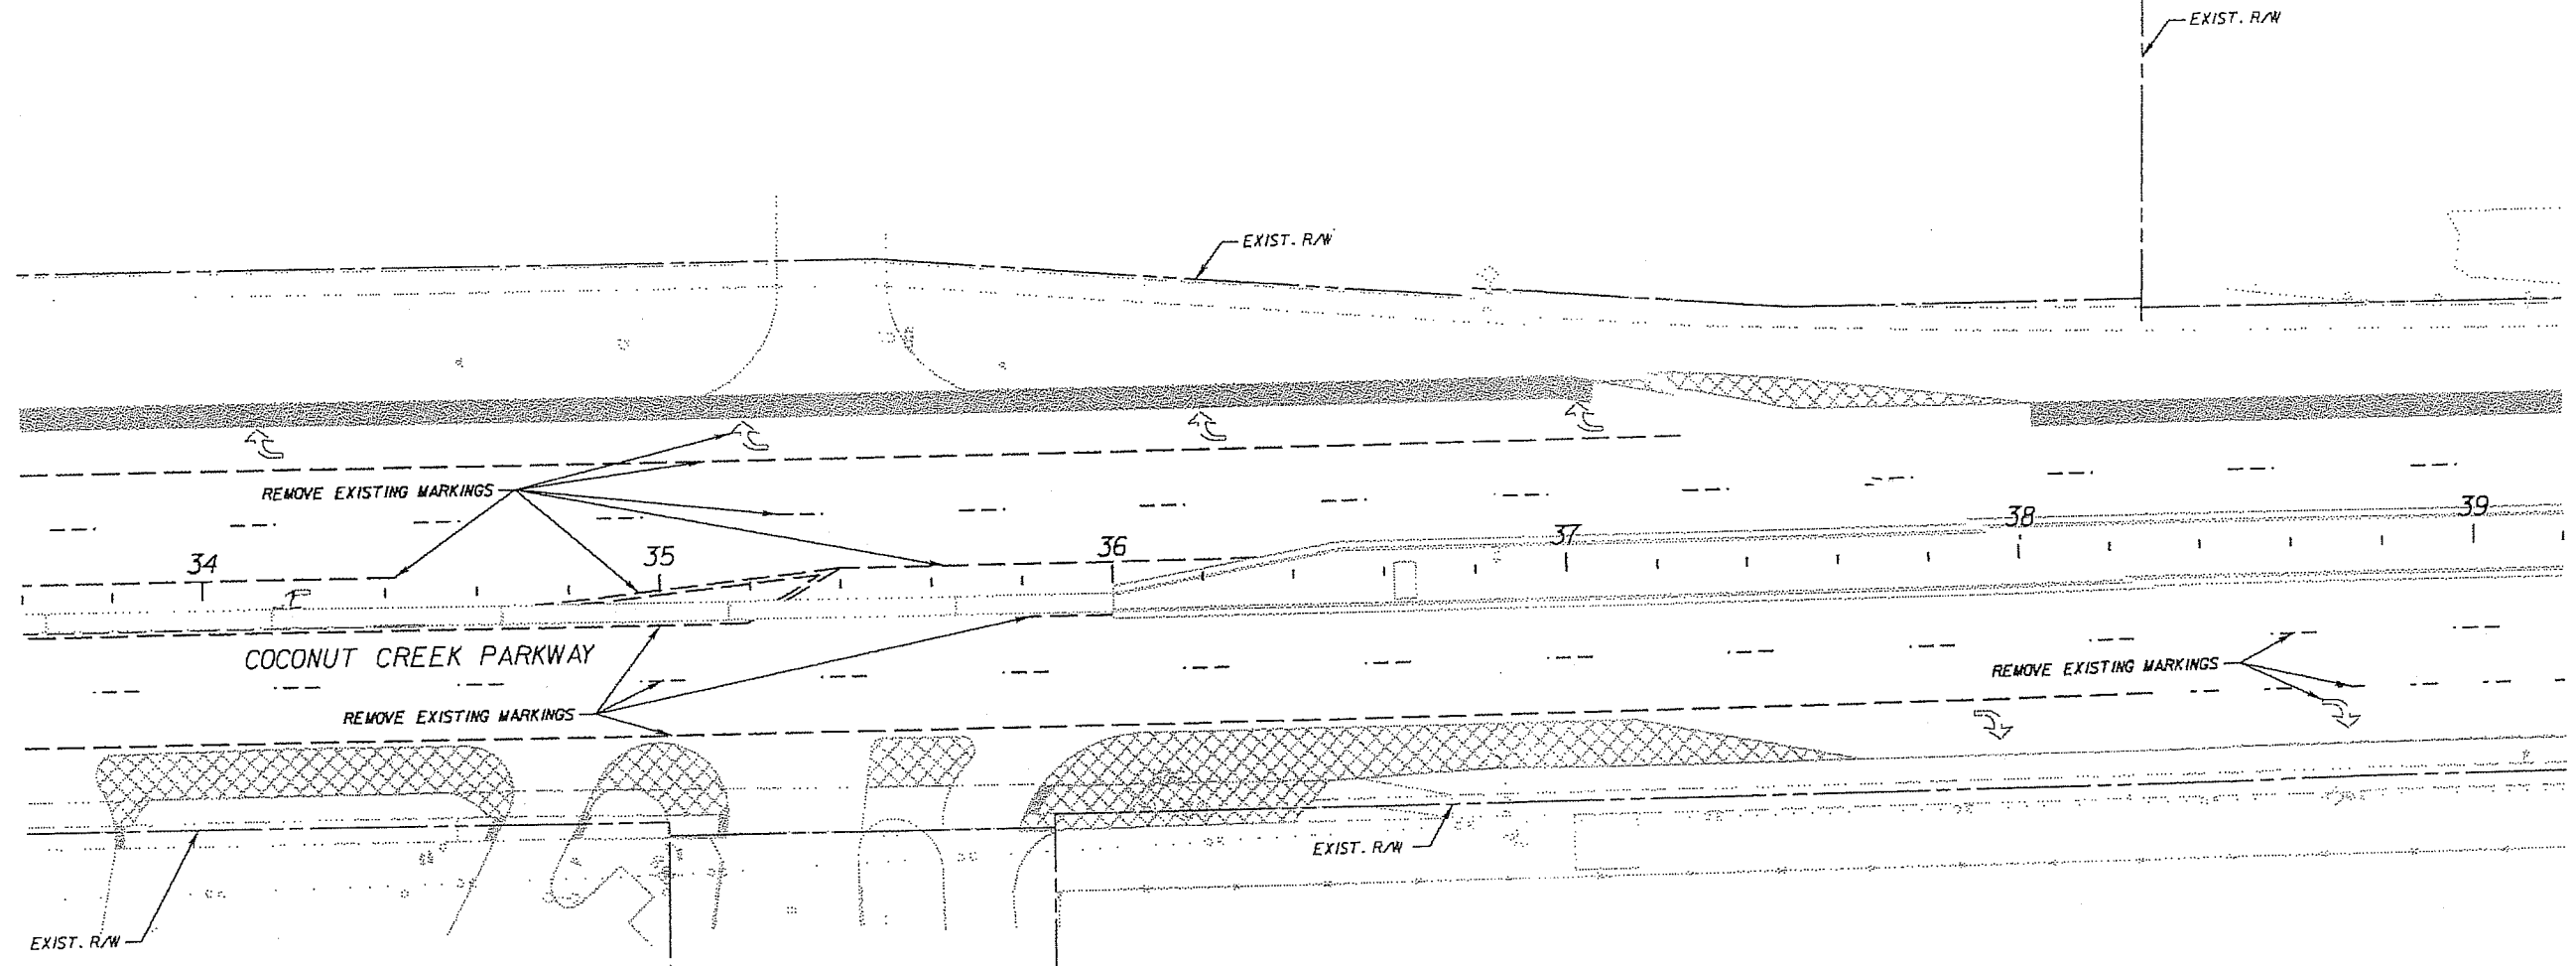 EXIST. R/W
EXIST. R/W
REMOVE EXISTING MARKINGS
34
35
36
37
38
39
COCONUT CREEK PARKWAY
REMOVE EXISTING MARKINGS
REMOVE EXISTING MARKINGS
EXIST. R/W
EXIST. R/W